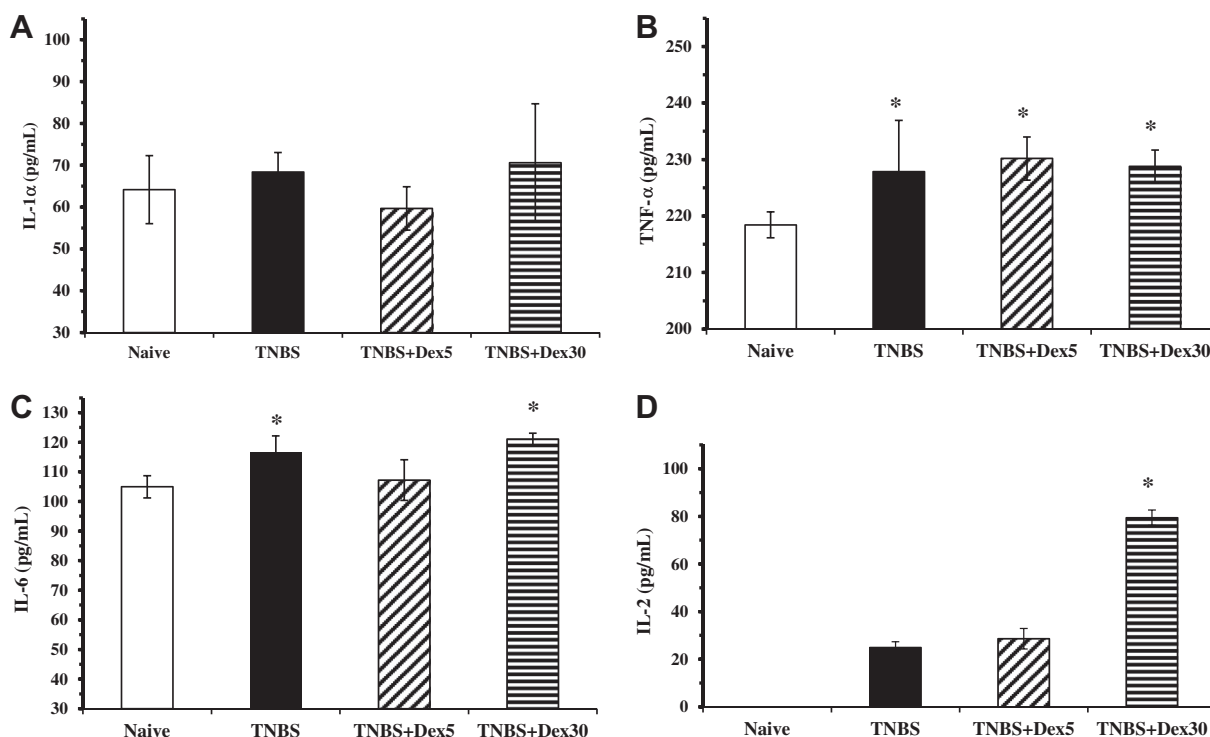 A
IL-1α (pg/mL)
100
90
80
70
60
50
40
30
Naive TNBS TNBS+Dex5 TNBS+Dex30
B
TNF-α (pg/mL)
250
240
230
220
210
200
* * *
Naive TNBS TNBS+Dex5 TNBS+Dex30
C
IL-6 (pg/mL)
130
120
110
100
90
80
70
60
50
40
30
* *
Naive TNBS TNBS+Dex5 TNBS+Dex30
D
IL-2 (pg/mL)
100
80
60
40
20
0
*
Naive TNBS TNBS+Dex5 TNBS+Dex30